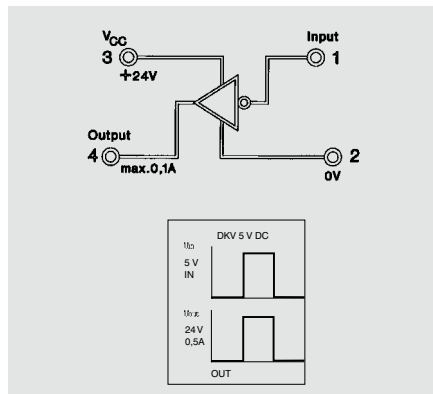 VCC Input
3 1
+24V
Output
4 2
max.0,1A 0V
DKV 5 V DC
5 V
IN
24 V
0,5A
OUT